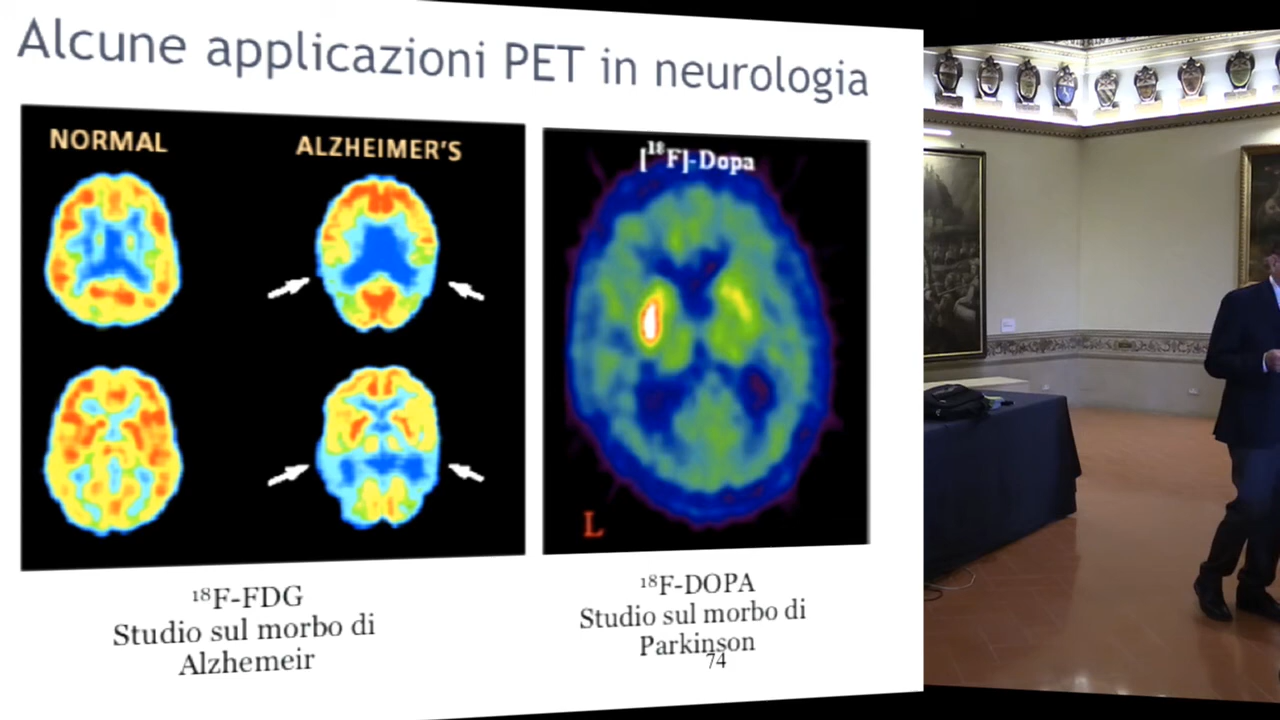 Alcune applicazioni PET in neurologia
NORMAL
ALZHEIMER'S
[¹⁸F]-Dopa
L
¹⁸F-FDG
Studio sul morbo di
Alzhemeir
¹⁸F-DOPA
Studio sul morbo di
Parkinson
74